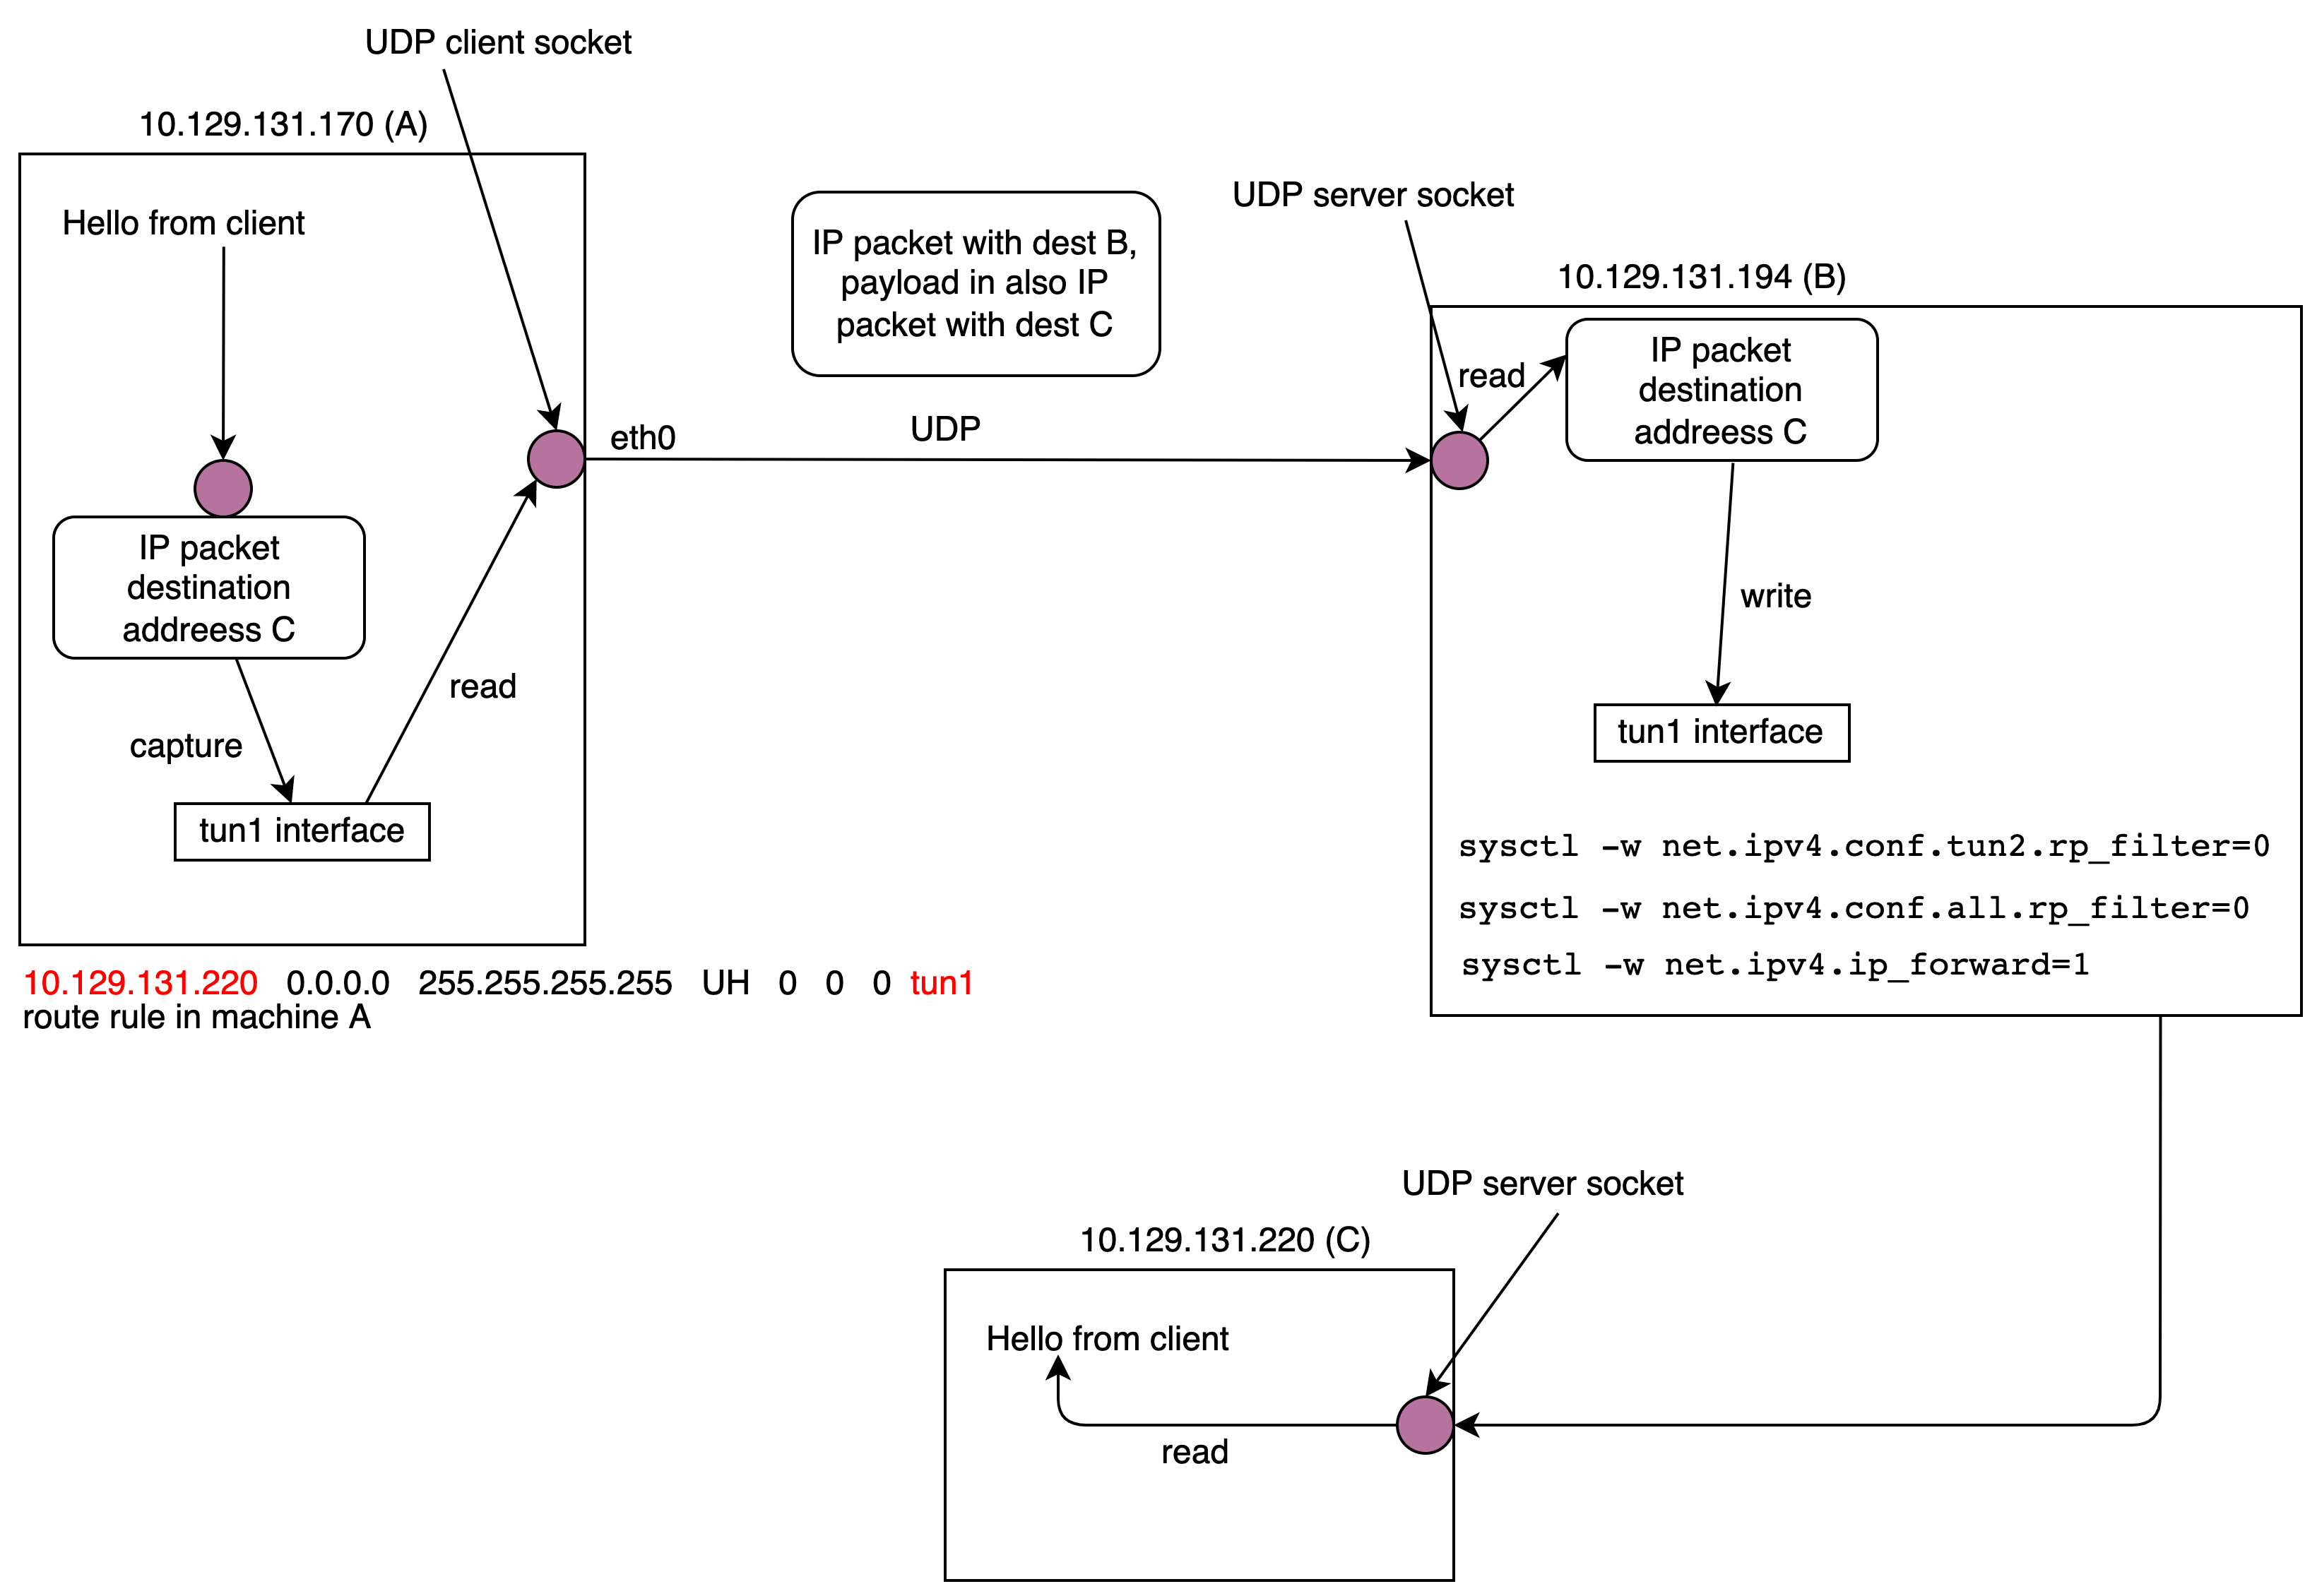 UDP client socket
10.129.131.170 (A)
Hello from client
IP packet
destination
addreess C
capture
read
tun1 interface
eth0
UDP
IP packet with dest B,
payload in also IP
packet with dest C
10.129.131.220 0.0.0.0 255.255.255.255 UH 0 0 0 tun1
route rule in machine A
UDP server socket
10.129.131.194 (B)
read
IP packet
destination
addreess C
write
tun1 interface
sysctl -w net.ipv4.conf.tun2.rp_filter=0
sysctl -w net.ipv4.conf.all.rp_filter=0
sysctl -w net.ipv4.ip_forward=1
UDP server socket
10.129.131.220 (C)
Hello from client
read